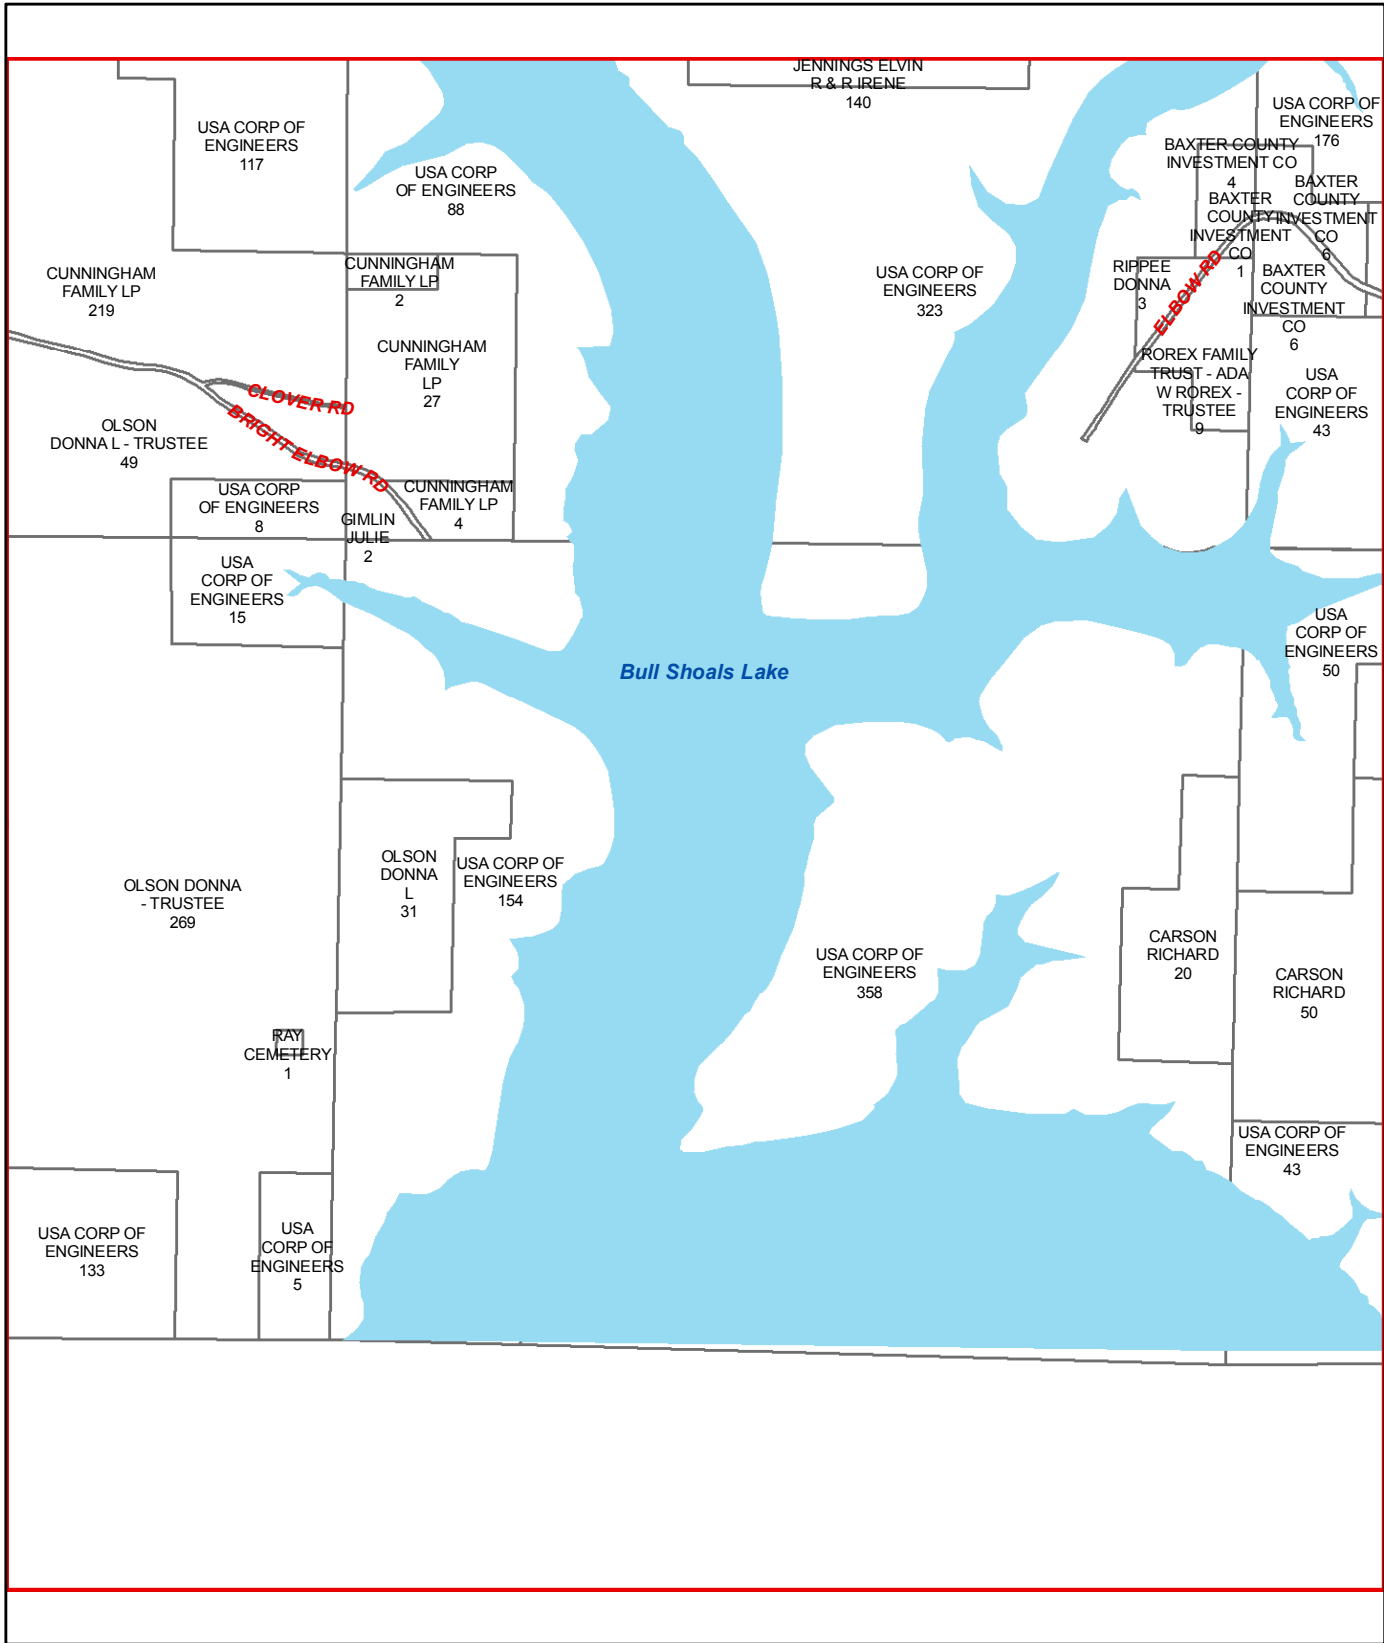 JENNINGS ELVIN
R & R IRENE
140
USA CORP OF
ENGINEERS
117
USA CORP
OF ENGINEERS
88
USA CORP OF
ENGINEERS
176
BAXTER COUNTY
INVESTMENT CO
4
BAXTER
COUNTY
INVESTMENT
CO
6
BAXTER
COUNTY
INVESTMENT
CO
1
CUNNINGHAM
FAMILY LP
219
CUNNINGHAM
FAMILY LP
2
USA CORP OF
ENGINEERS
323
RIPPEE
DONNA
3
ELBOW RD
BAXTER
COUNTY
INVESTMENT
CO
6
CUNNINGHAM
FAMILY
LP
27
ROREX FAMILY
TRUST - ADA
W ROREX -
TRUSTEE
9
USA
CORP OF
ENGINEERS
43
CLOVER RD
BRIGHT ELBOW RD
OLSON
DONNA L - TRUSTEE
49
USA CORP
OF ENGINEERS
8
CUNNINGHAM
FAMILY LP
4
GIMLIN
JULIE
2
USA
CORP OF
ENGINEERS
15
USA
CORP OF
ENGINEERS
50
Bull Shoals Lake
OLSON DONNA
- TRUSTEE
269
OLSON
DONNA
L
31
USA CORP OF
ENGINEERS
154
USA CORP OF
ENGINEERS
358
CARSON
RICHARD
20
CARSON
RICHARD
50
RAY
CEMETERY
1
USA CORP OF
ENGINEERS
43
USA CORP OF
ENGINEERS
133
USA
CORP OF
ENGINEERS
5